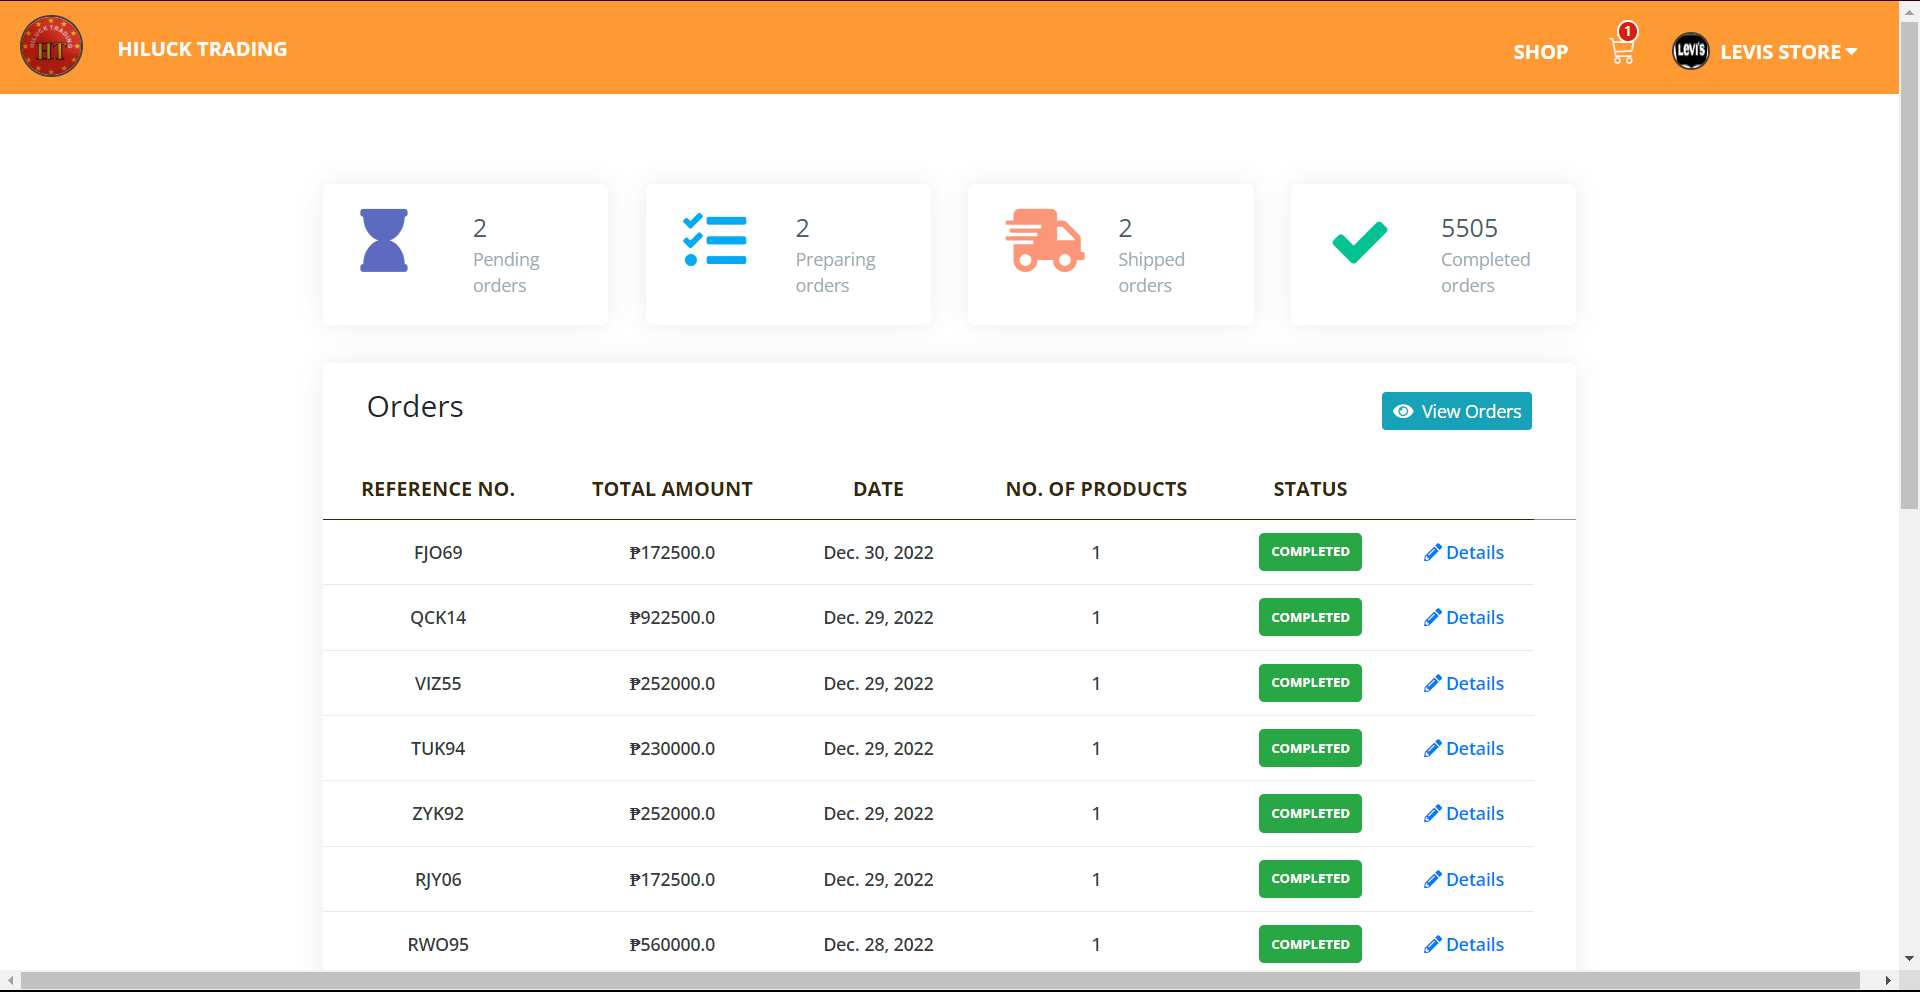 HILUCK TRADING
HT
HILUCK TRADING
SHOP
1
LEVI'S
LEVIS STORE
2
Pending
orders
2
Preparing
orders
2
Shipped
orders
5505
Completed
orders
Orders
View Orders
REFERENCE NO. TOTAL AMOUNT DATE NO. OF PRODUCTS STATUS
FJO69 ₱172500.0 Dec. 30, 2022 1 COMPLETED Details
QCK14 ₱922500.0 Dec. 29, 2022 1 COMPLETED Details
VIZ55 ₱252000.0 Dec. 29, 2022 1 COMPLETED Details
TUK94 ₱230000.0 Dec. 29, 2022 1 COMPLETED Details
ZYK92 ₱252000.0 Dec. 29, 2022 1 COMPLETED Details
RJY06 ₱172500.0 Dec. 29, 2022 1 COMPLETED Details
RWO95 ₱560000.0 Dec. 28, 2022 1 COMPLETED Details